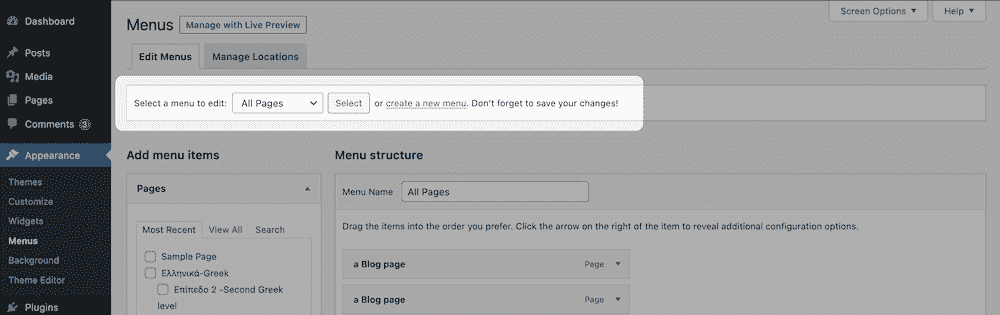 Dashboard
Posts
Media
Pages
Comments 3
Appearance
Themes
Customize
Widgets
Menus
Background
Theme Editor
Plugins
Screen Options
Help
Menus
Manage with Live Preview
Edit Menus
Manage Locations
Select a menu to edit: All Pages Select or create a new menu. Don't forget to save your changes!
Add menu items
Pages
Most Recent View All Search
Sample Page
Ελληνικά-Greek
Επίπεδο 2 -Second Greek
level
Menu structure
Menu Name All Pages
Drag the items into the order you prefer. Click the arrow on the right of the item to reveal additional configuration options.
a Blog page Page
a Blog page Page